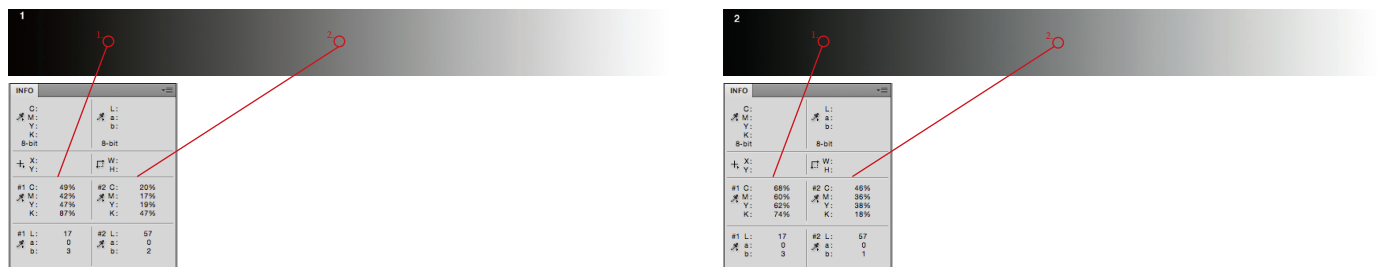 1
1.
2.
INFO
C: L:
M: a:
Y: b:
K:
8-bit 8-bit
X: W:
Y: H:
#1 C: 49% #2 C: 20%
M: 42% M: 17%
Y: 47% Y: 19%
K: 87% K: 47%
#1 L: 17 #2 L: 57
a: 0 a: 0
b: 3 b: 2
2
1.
2.
INFO
C: L:
M: a:
Y: b:
K:
8-bit 8-bit
X: W:
Y: H:
#1 C: 68% #2 C: 46%
M: 60% M: 36%
Y: 62% Y: 38%
K: 74% K: 18%
#1 L: 17 #2 L: 57
a: 0 a: 0
b: 3 b: 1